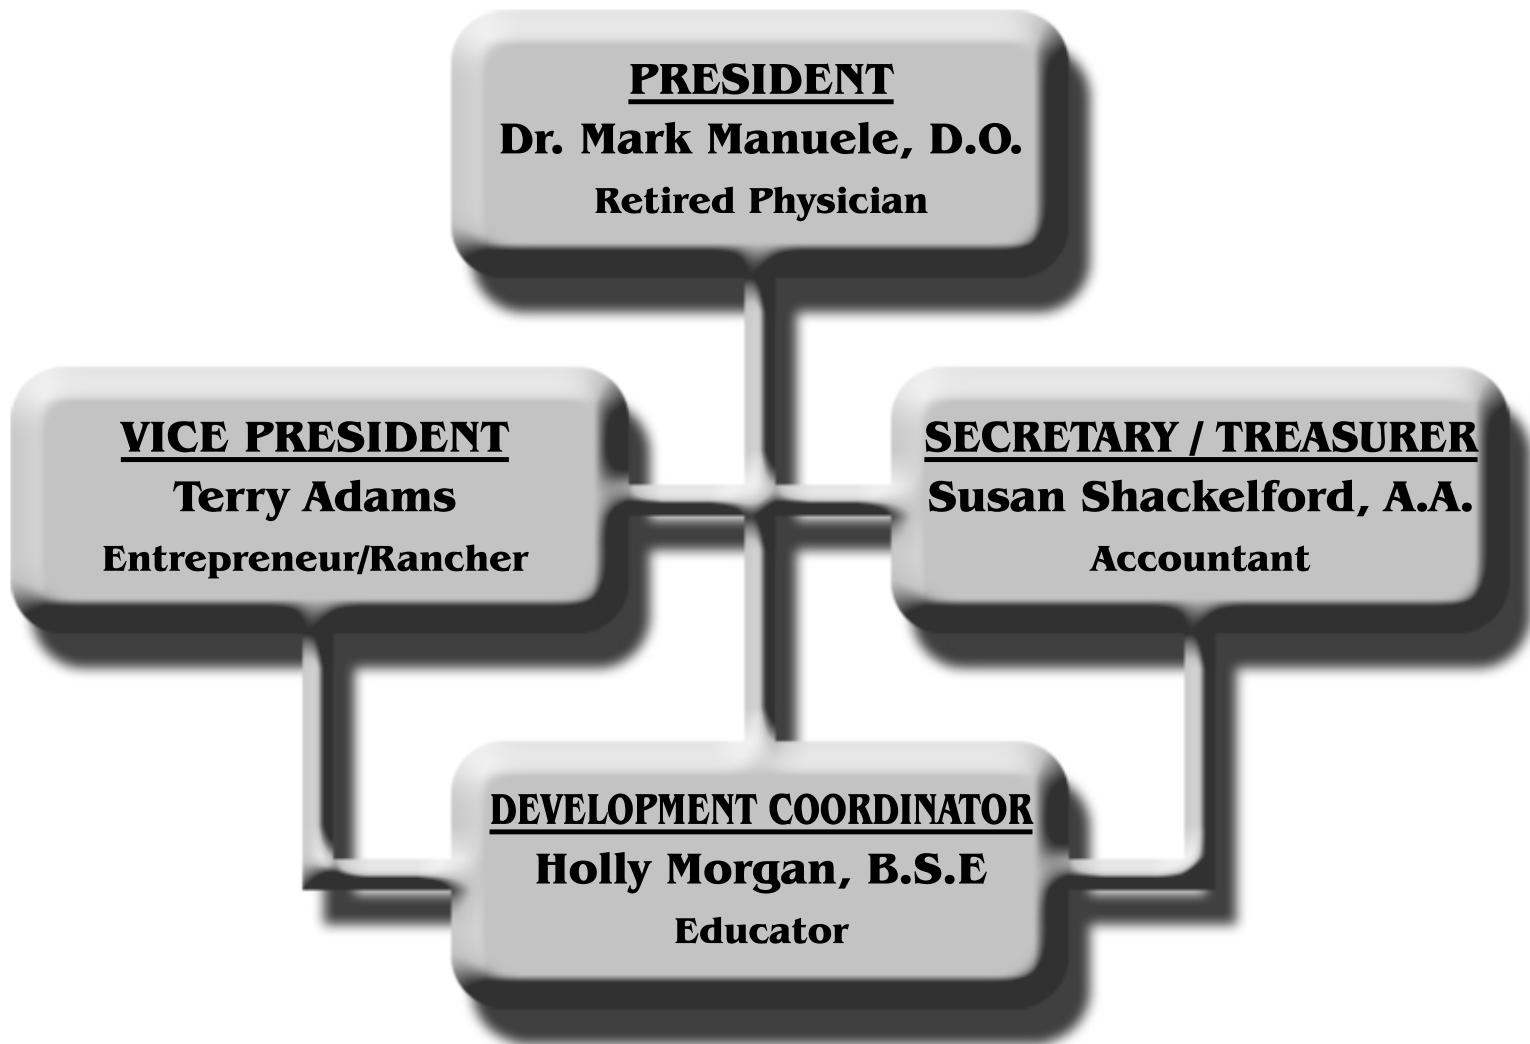 PRESIDENT
Dr. Mark Manuele, D.O.
Retired Physician
VICE PRESIDENT
Terry Adams
Entrepreneur/Rancher
SECRETARY / TREASURER
Susan Shackelford, A.A.
Accountant
DEVELOPMENT COORDINATOR
Holly Morgan, B.S.E
Educator